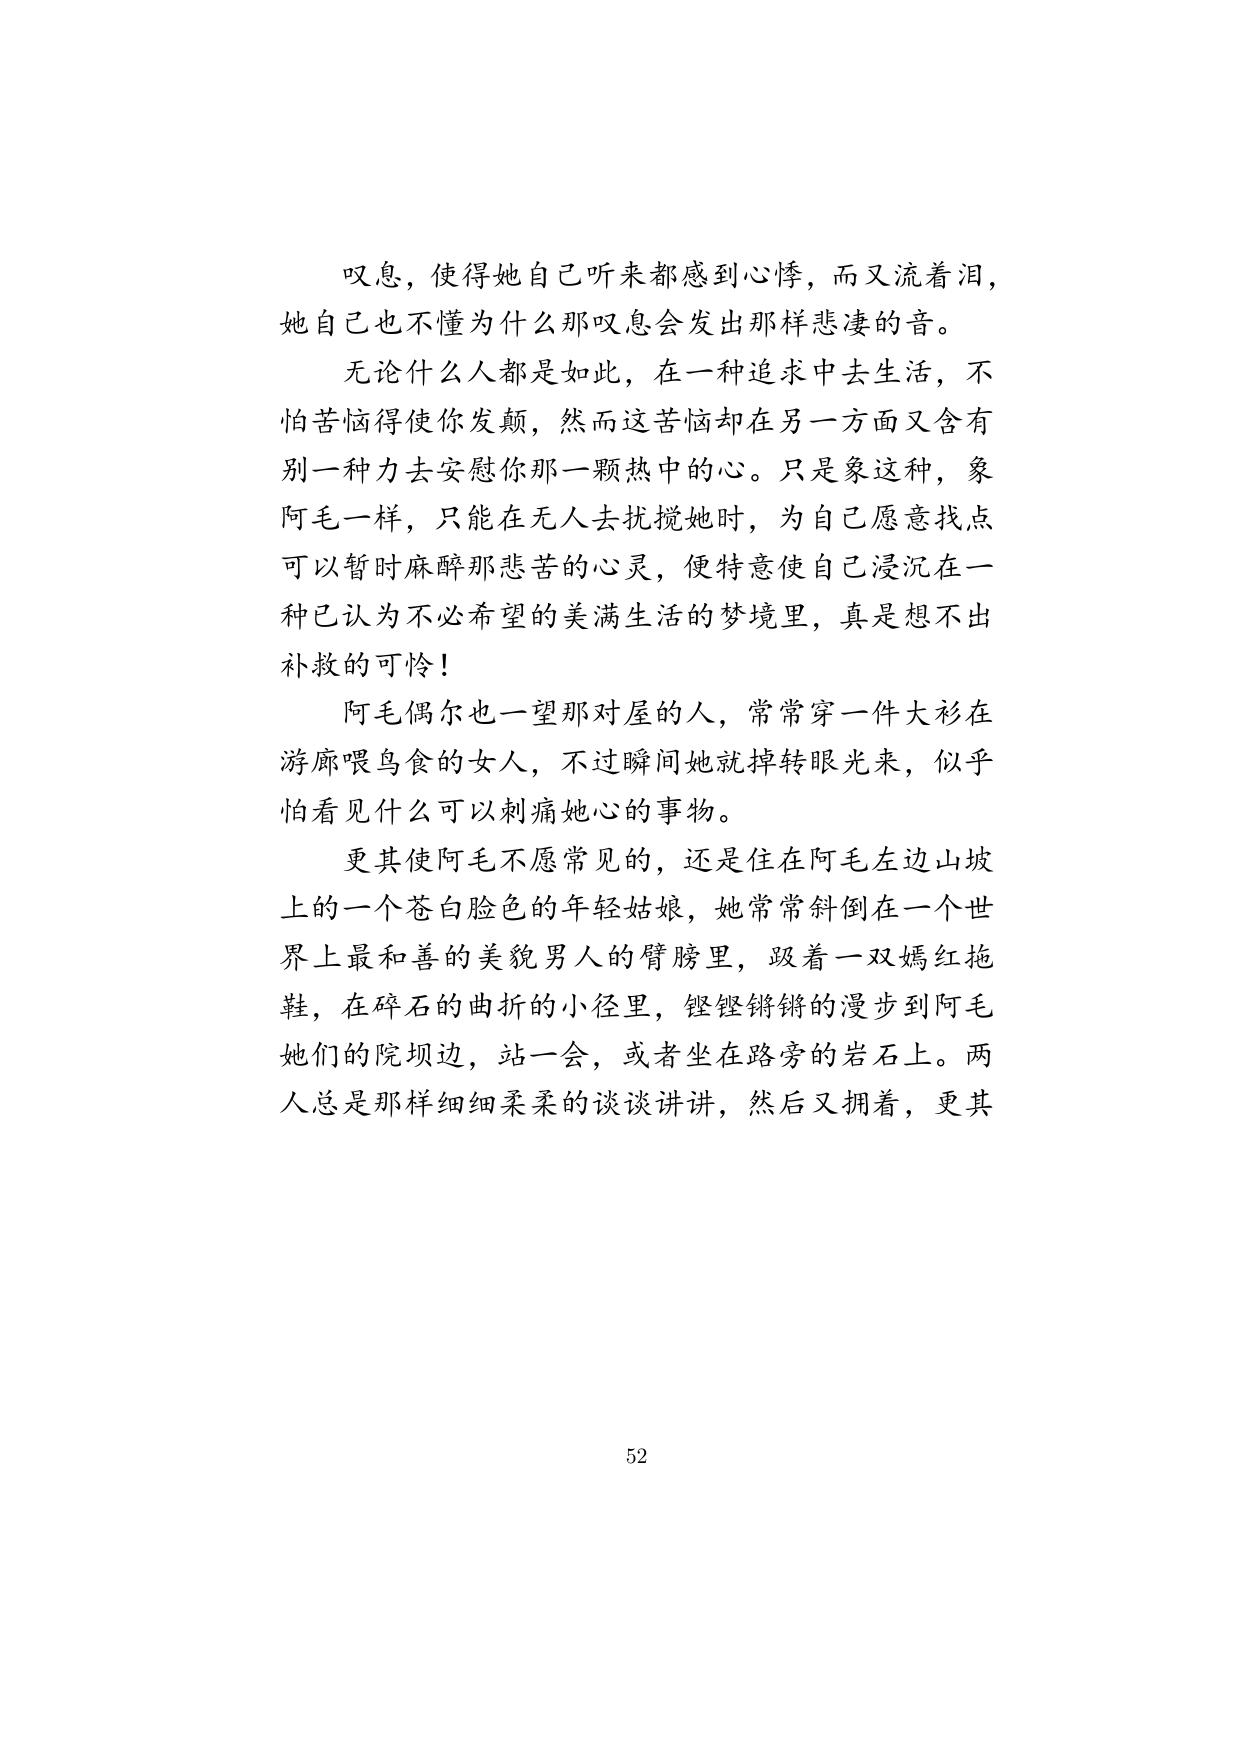 叹息，使得她自己听来都感到心悸，而又流着泪，
她自己也不懂为什么那叹息会发出那样悲凄的音。
无论什么人都是如此，在一种追求中去生活，不
怕苦恼得使你发颠，然而这苦恼却在另一方面又含有
别一种力去安慰你那一颗热中的心。只是象这种，象
阿毛一样，只能在无人去扰搅她时，为自己愿意找点
可以暂时麻醉那悲苦的心灵，便特意使自己浸沉在一
种已认为不必希望的美满生活的梦境里，真是想不出
补救的可怜！
阿毛偶尔也一望那对屋的人，常常穿一件大衫在
游廊喂鸟食的女人，不过瞬间她就掉转眼光来，似乎
怕看见什么可以刺痛她心的事物。
更其使阿毛不愿常见的，还是住在阿毛左边山坡
上的一个苍白脸色的年轻姑娘，她常常斜倒在一个世
界上最和善的美貌男人的臂膀里，趿着一双嫣红拖
鞋，在碎石的曲折的小径里，铿铿锵锵的漫步到阿毛
她们的院坝边，站一会，或者坐在路旁的岩石上。两
人总是那样细细柔柔的谈谈讲讲，然后又拥着，更其
52